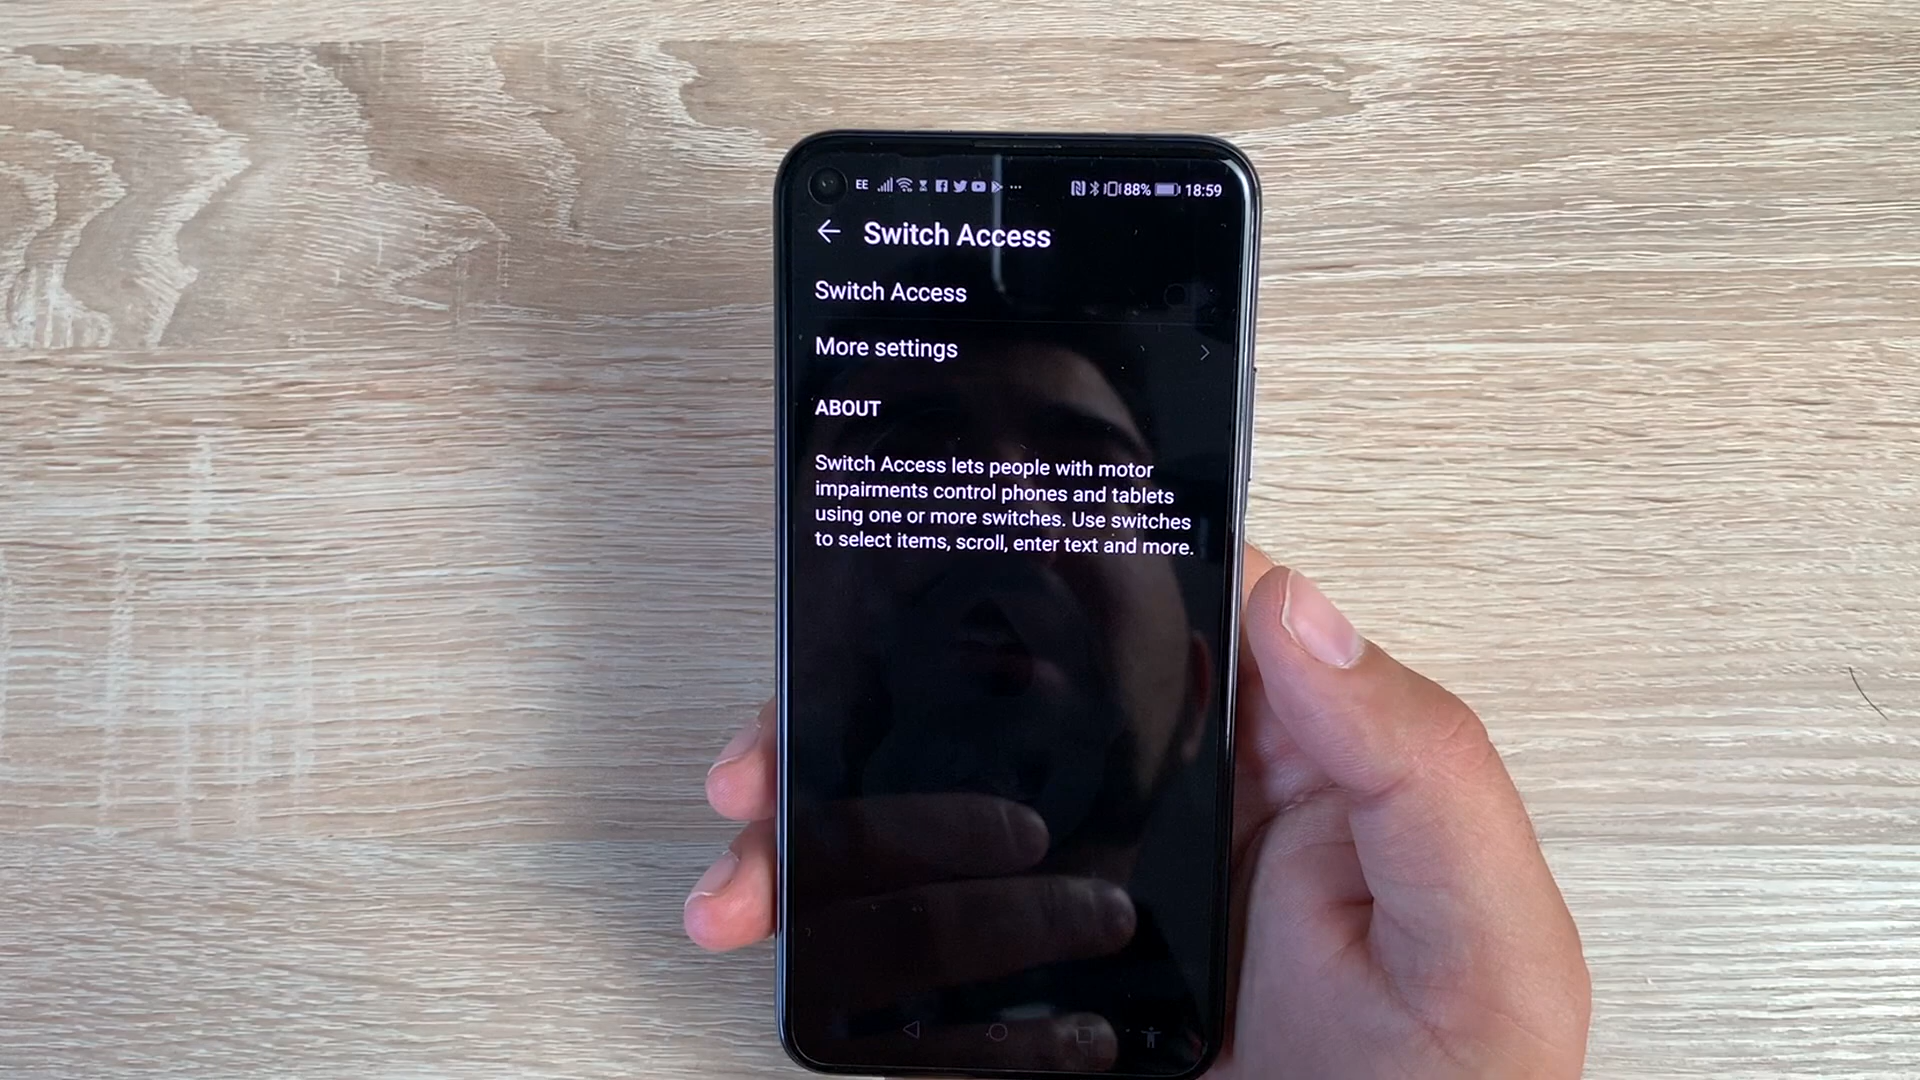 EE 88% 18:59
Switch Access
Switch Access
More settings
ABOUT
Switch Access lets people with motor
impairments control phones and tablets
using one or more switches. Use switches
to select items, scroll, enter text and more.